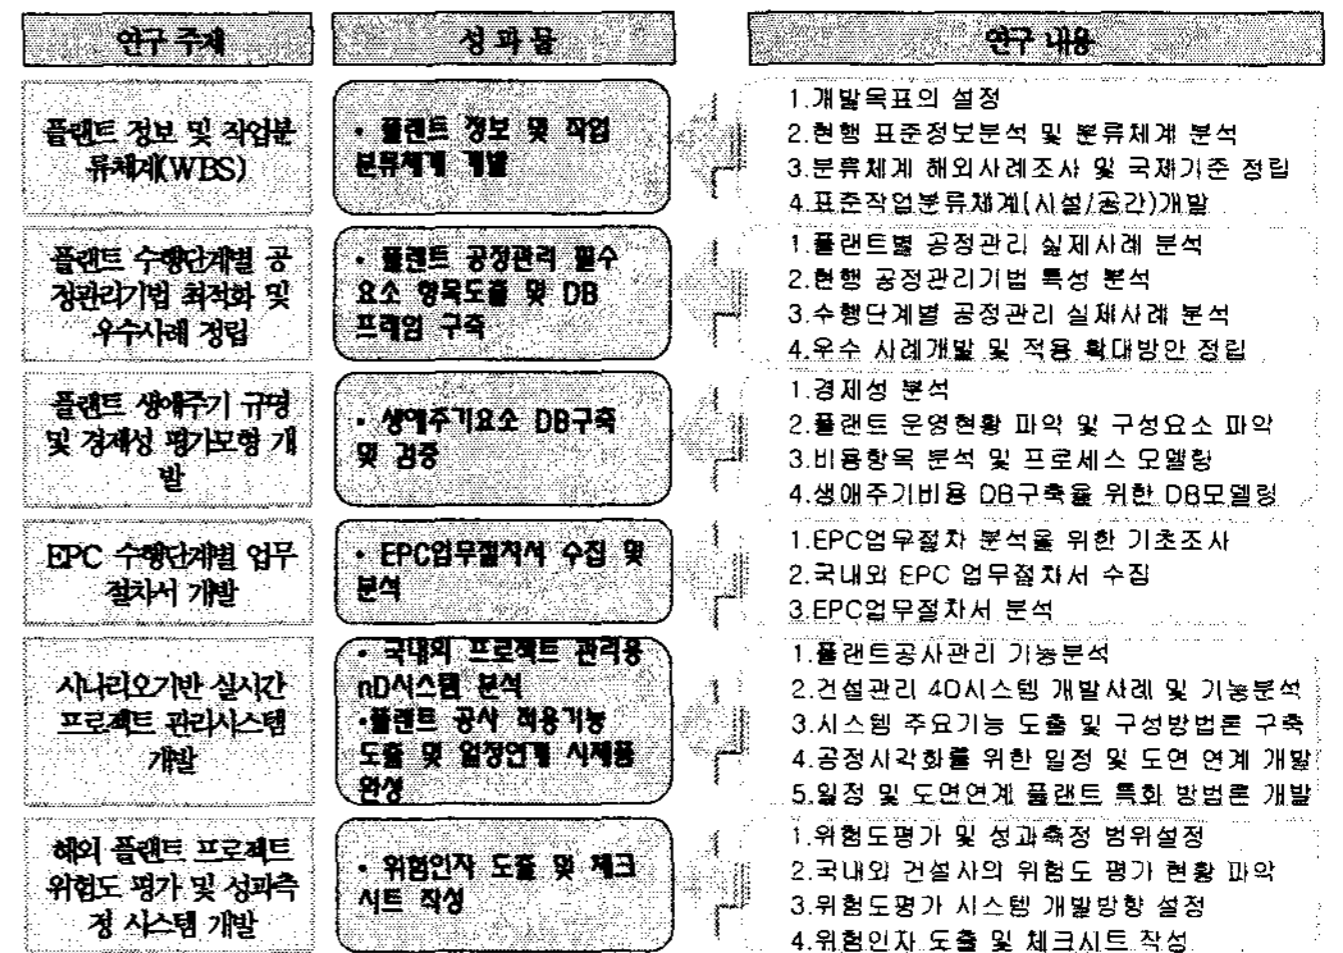 연구 주제
성 과 물
연구 내용
플랜트 정보 및 작업분
류체계(WBS)
• 플랜트 정보 및 작업
분류체계 개발
1.개발목표의 설정
2.현행 표준정보분석 및 분류체계 분석
3.분류체계 해외사례조사 및 국제기준 정립
4.표준작업분류체계(시설/공간)개발
플랜트 수행단계별 공
정관리기법 최적화 및
우수사례 정립
• 플랜트 공정관리 필수
요소 항목도출 및 DB
프레임 구축
1.플랜트별 공정관리 실제사례 분석
2.현행 공정관리기법 특성 분석
3.수행단계별 공정관리 실제사례 분석
4.우수 사례개발 및 적용 확대방안 정립
플랜트 생애주기 규명
및 경제성 평가모형 개
발
• 생애주기요소 DB구축
및 검증
1.경제성 분석
2.플랜트 운영현황 파악 및 구성요소 파악
3.비용항목 분석 및 프로세스 모델링
4.생애주기비용 DB구축을 위한 DB모델링
EPC 수행단계별 업무
절차서 개발
• EPC업무절차서 수집 및
분석
1.EPC업무절차 분석을 위한 기초조사
2.국내외 EPC 업무절차서 수집
3.EPC업무절차서 분석
시나리오기반 실시간
프로젝트 관리시스템
개발
• 국내외 프로젝트 관리용
nD시스템 분석
•플랜트 공사 적용기능
도출 및 일정연계 시제품
완성
1.플랜트공사관리 기능분석
2.건설관리 4D시스템 개발사례 및 기능분석
3.시스템 주요기능 도출 및 구성방법론 구축
4.공정시각화를 위한 일정 및 도면 연계 개발
5.일정 및 도면연계 플랜트 특화 방법론 개발
해외 플랜트 프로젝트
위험도 평가 및 성과측
정 시스템 개발
• 위험인자 도출 및 체크
시트 작성
1.위험도평가 및 성과측정 범위설정
2.국내외 건설사의 위험도 평가 현황 파악
3.위험도평가 시스템 개발방향 설정
4.위험인자 도출 및 체크시트 작성